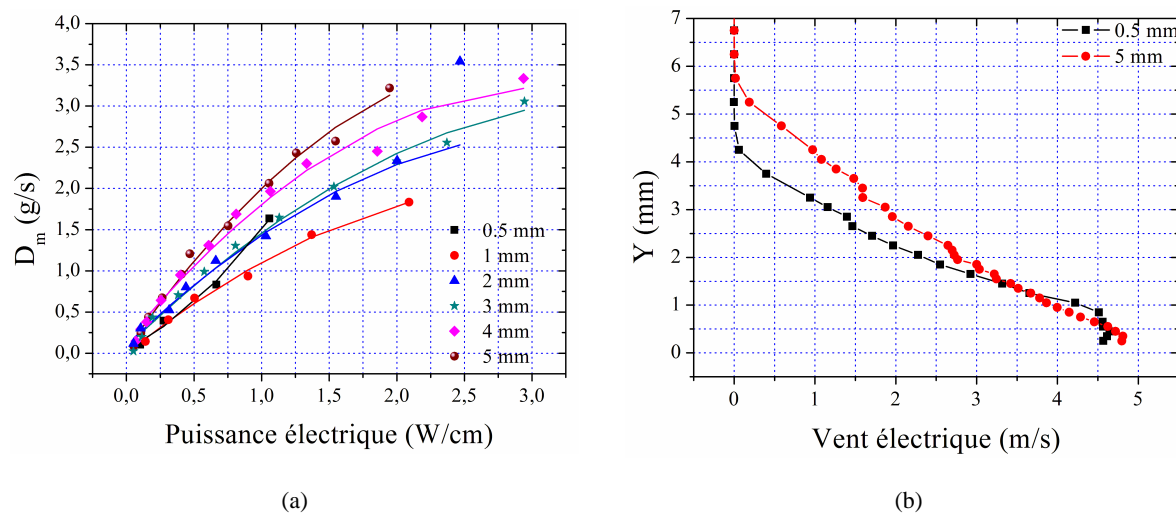 4,0
3,5
3,0
2,5
2,0
1,5
1,0
0,5
0,0
D_m (g/s)
0.5 mm
1 mm
2 mm
3 mm
4 mm
5 mm
0,0 0,5 1,0 1,5 2,0 2,5 3,0
Puissance électrique (W/cm)
(a)
7
6
5
4
3
2
1
0
Y (mm)
0.5 mm
5 mm
0 1 2 3 4 5
Vent électrique (m/s)
(b)